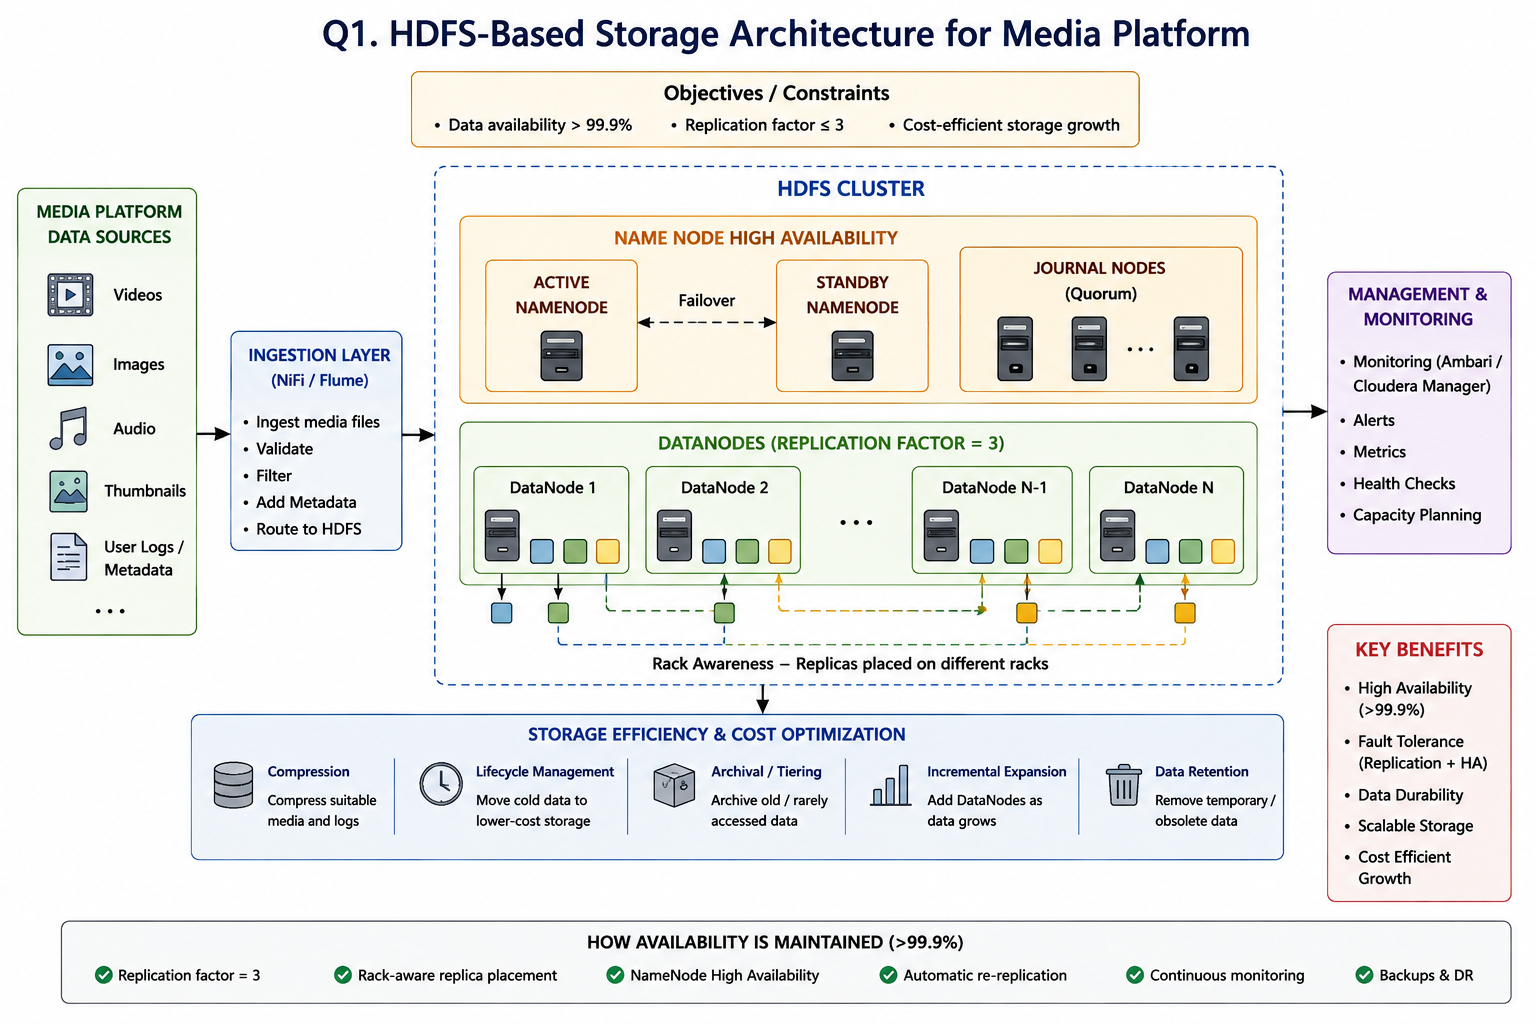 Q1. HDFS-Based Storage Architecture for Media Platform
Objectives / Constraints
• Data availability > 99.9%
• Replication factor ≤ 3
• Cost-efficient storage growth
MEDIA PLATFORM
DATA SOURCES
Videos
Images
Audio
Thumbnails
User Logs /
Metadata
...
INGESTION LAYER
(NiFi / Flume)
• Ingest media files
• Validate
• Filter
• Add Metadata
• Route to HDFS
HDFS CLUSTER
NAME NODE HIGH AVAILABILITY
ACTIVE
NAMENODE
Failover
STANDBY
NAMENODE
JOURNAL NODES
(Quorum)
...
DATANODES (REPLICATION FACTOR = 3)
DataNode 1
DataNode 2
...
DataNode N-1
DataNode N
Rack Awareness – Replicas placed on different racks
MANAGEMENT &
MONITORING
• Monitoring (Ambari /
Cloudera Manager)
• Alerts
• Metrics
• Health Checks
• Capacity Planning
KEY BENEFITS
• High Availability
(>99.9%)
• Fault Tolerance
(Replication + HA)
• Data Durability
• Scalable Storage
• Cost Efficient
Growth
STORAGE EFFICIENCY & COST OPTIMIZATION
Compression
Compress suitable
media and logs
Lifecycle Management
Move cold data to
lower-cost storage
Archival / Tiering
Archive old / rarely
accessed data
Incremental Expansion
Add DataNodes as
data grows
Data Retention
Remove temporary /
obsolete data
HOW AVAILABILITY IS MAINTAINED (>99.9%)
Replication factor = 3
Rack-aware replica placement
NameNode High Availability
Automatic re-replication
Continuous monitoring
Backups & DR